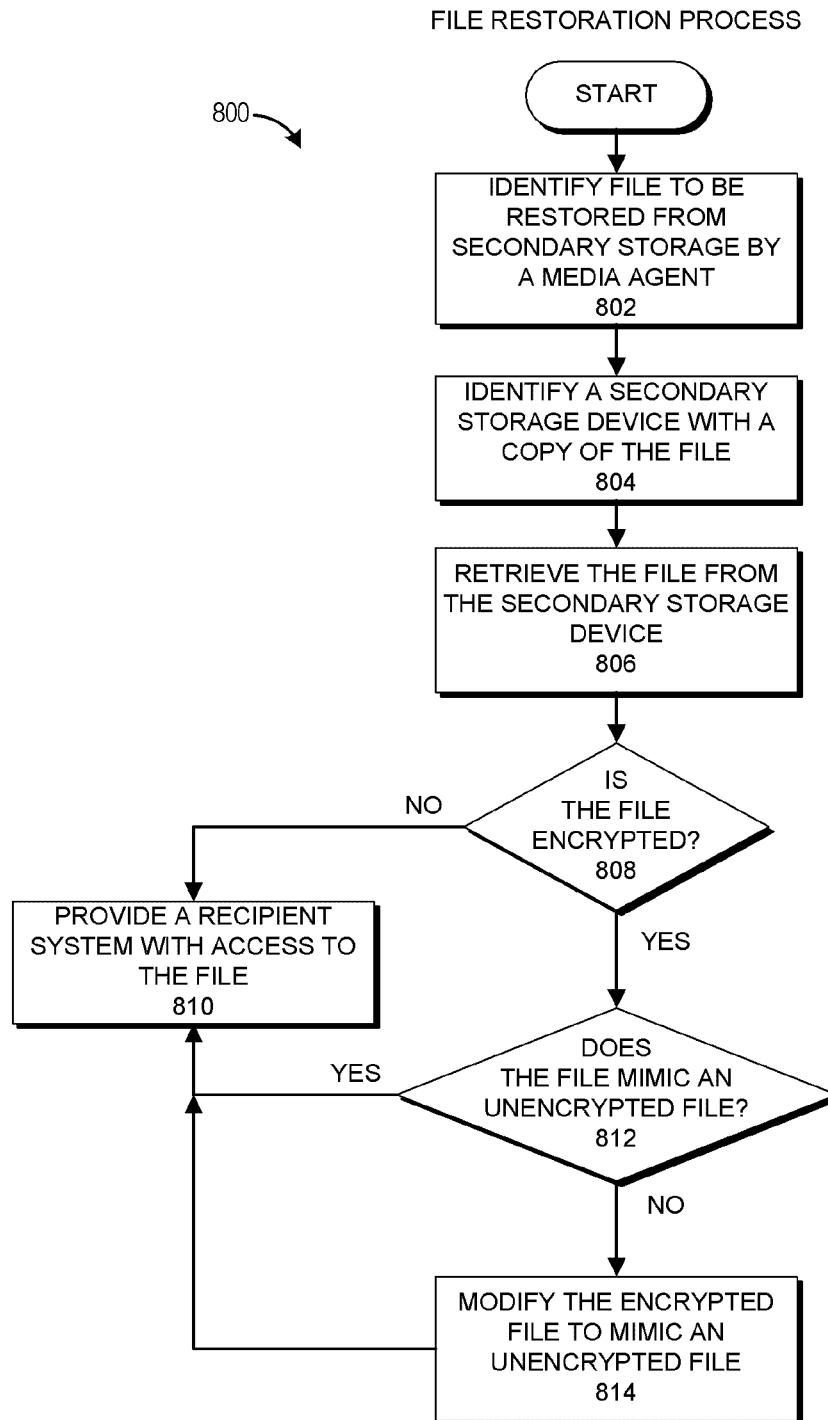 FILE RESTORATION PROCESS
START
800
IDENTIFY FILE TO BE
RESTORED FROM
SECONDARY STORAGE BY
A MEDIA AGENT
802
IDENTIFY A SECONDARY
STORAGE DEVICE WITH A
COPY OF THE FILE
804
RETRIEVE THE FILE FROM
THE SECONDARY STORAGE
DEVICE
806
IS
THE FILE
ENCRYPTED?
808
NO
YES
PROVIDE A RECIPIENT
SYSTEM WITH ACCESS TO
THE FILE
810
DOES
THE FILE MIMIC AN
UNENCRYPTED FILE?
812
YES
NO
MODIFY THE ENCRYPTED
FILE TO MIMIC AN
UNENCRYPTED FILE
814